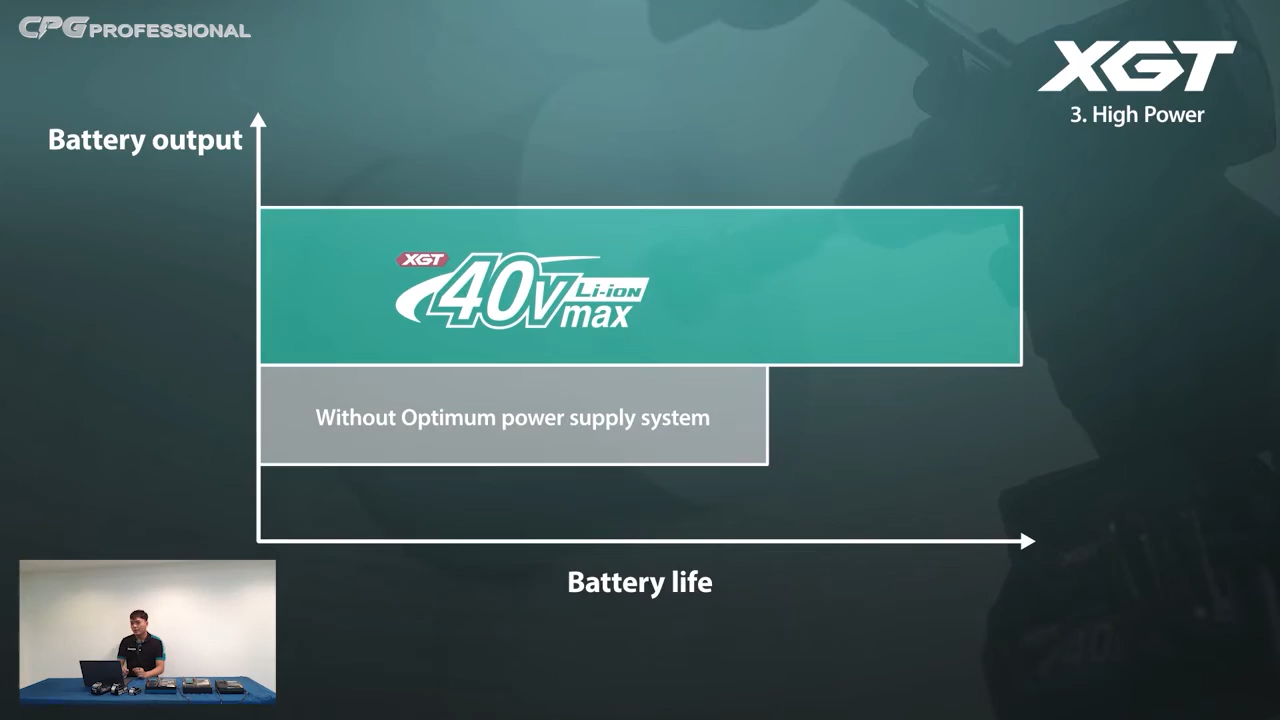 CPG PROFESSIONAL
XGT
3. High Power
Battery output
XGT
40v Li-ion
max
Without Optimum power supply system
Battery life